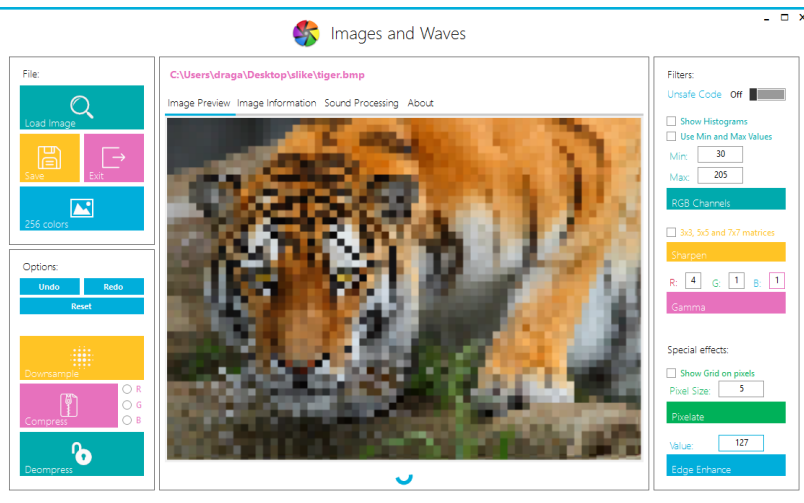 Images and Waves
File:
Load Image
Save
Exit
256 colors
Options:
Undo
Redo
Reset
Downsample
Compress
R
G
B
Deompress
C:\Users\draga\Desktop\slike\tiger.bmp
Image Preview Image Information Sound Processing About
Filters:
Unsafe Code Off
Show Histograms
Use Min and Max Values
Min: 30
Max: 205
RGB Channels
3x3, 5x5 and 7x7 matrices
Sharpen
R: 4 G: 1 B: 1
Gamma
Special effects:
Show Grid on pixels
Pixel Size: 5
Pixelate
Value: 127
Edge Enhance